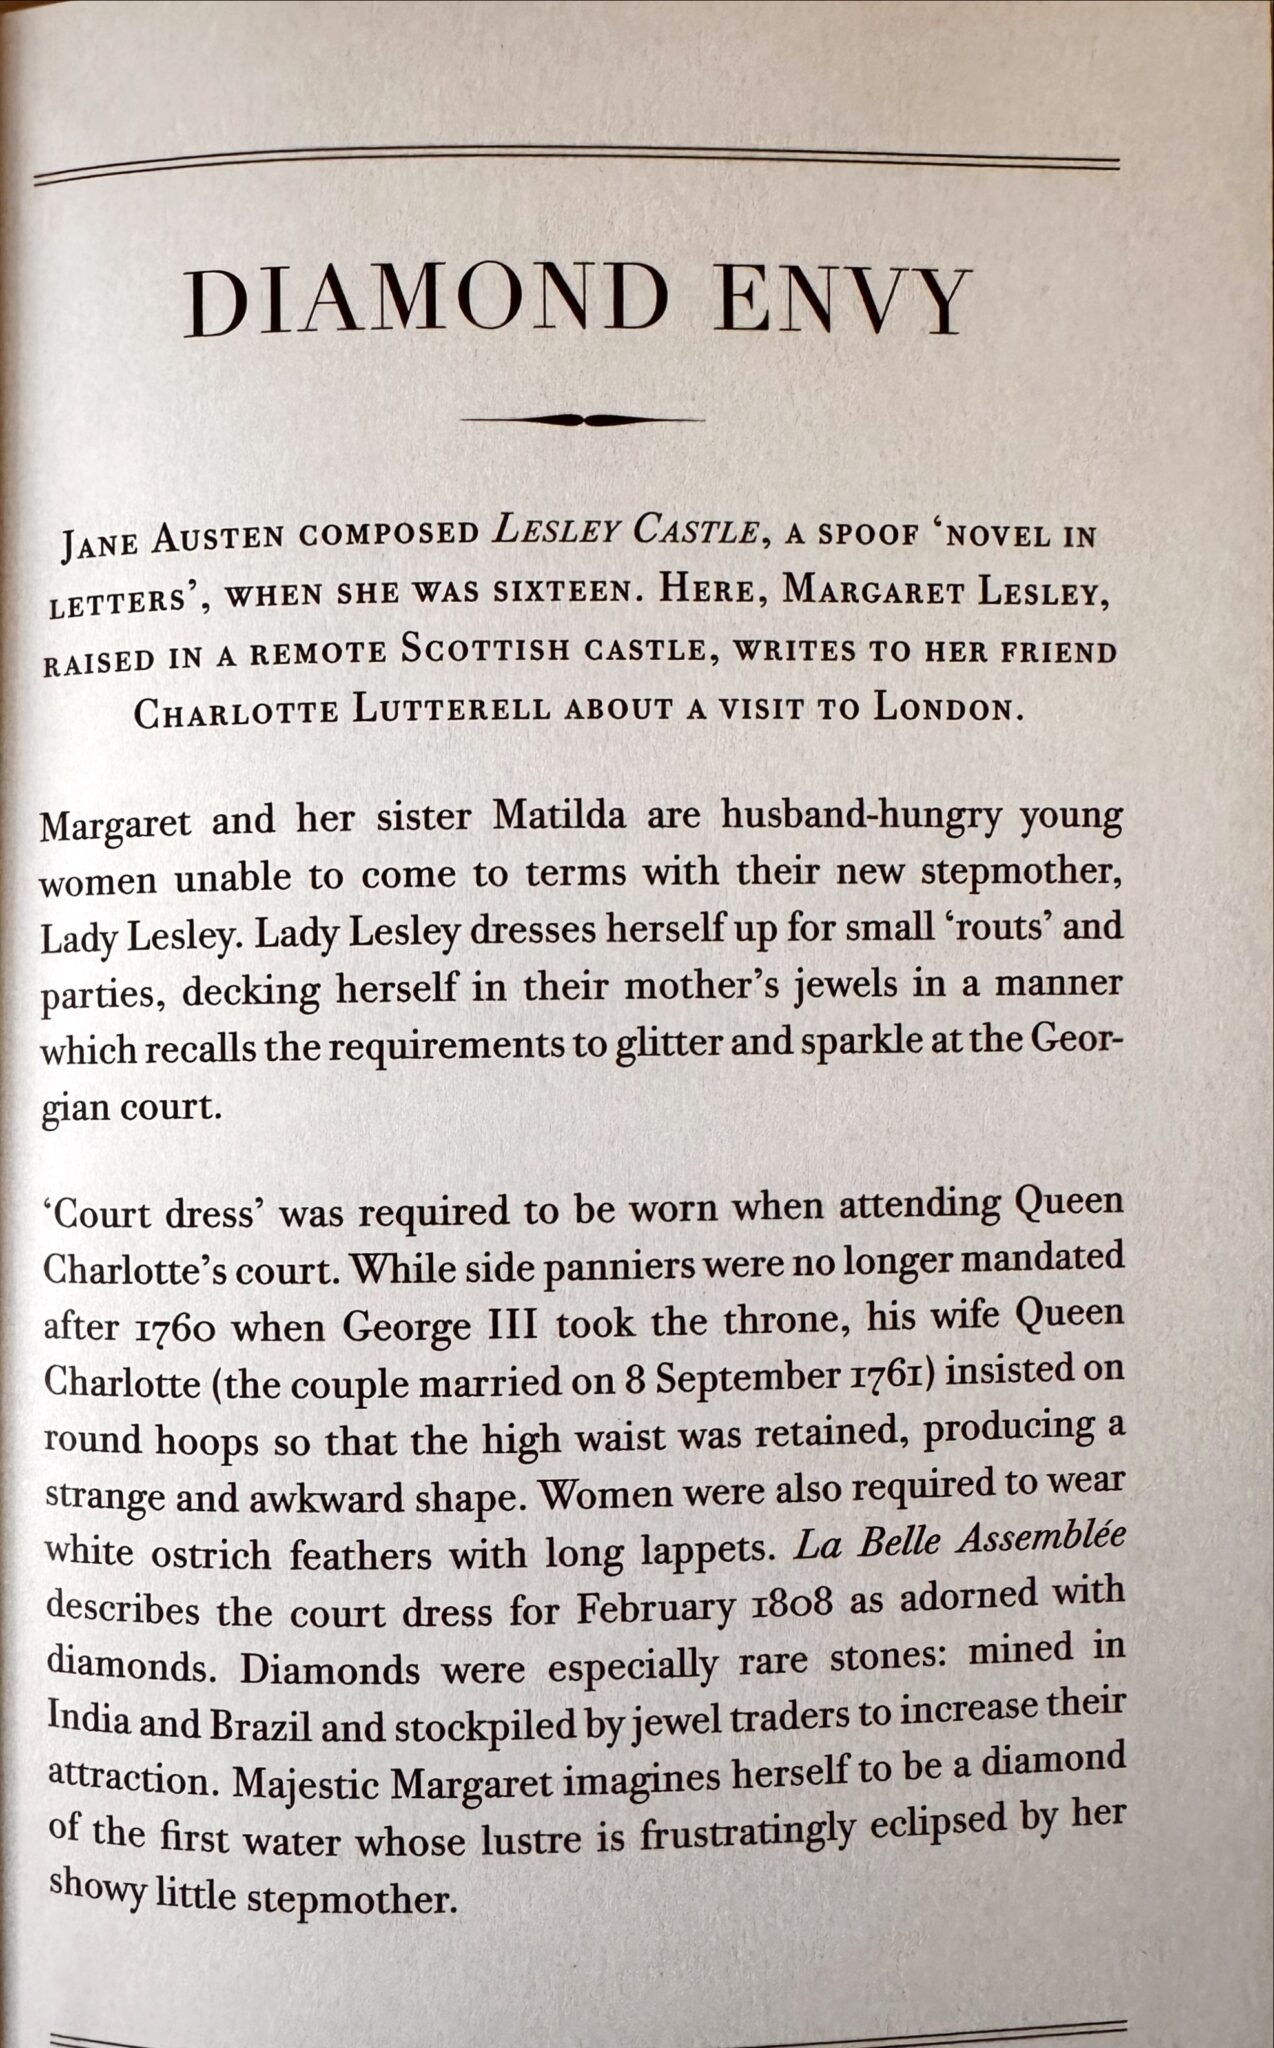 DIAMOND ENVY
JANE AUSTEN COMPOSED LESLEY CASTLE, A SPOOF ‘NOVEL IN
LETTERS’, WHEN SHE WAS SIXTEEN. HERE, MARGARET LESLEY,
RAISED IN A REMOTE SCOTTISH CASTLE, WRITES TO HER FRIEND
CHARLOTTE LUTTERELL ABOUT A VISIT TO LONDON.
Margaret and her sister Matilda are husband-hungry young
women unable to come to terms with their new stepmother,
Lady Lesley. Lady Lesley dresses herself up for small ‘routs’ and
parties, decking herself in their mother’s jewels in a manner
which recalls the requirements to glitter and sparkle at the Geor-
gian court.
‘Court dress’ was required to be worn when attending Queen
Charlotte’s court. While side panniers were no longer mandated
after 1760 when George III took the throne, his wife Queen
Charlotte (the couple married on 8 September 1761) insisted on
round hoops so that the high waist was retained, producing a
strange and awkward shape. Women were also required to wear
white ostrich feathers with long lappets. La Belle Assemblée
describes the court dress for February 1808 as adorned with
diamonds. Diamonds were especially rare stones: mined in
India and Brazil and stockpiled by jewel traders to increase their
attraction. Majestic Margaret imagines herself to be a diamond
of the first water whose lustre is frustratingly eclipsed by her
showy little stepmother.